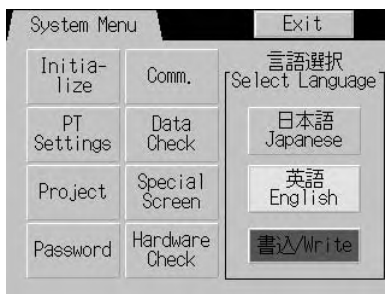 System Menu
Exit
Initia-
lize
Comm.
PT
Settings
Data
Check
Project
Special
Screen
Password
Hardware
Check
言語選択
Select Language
日本語
Japanese
英語
English
書込/Write